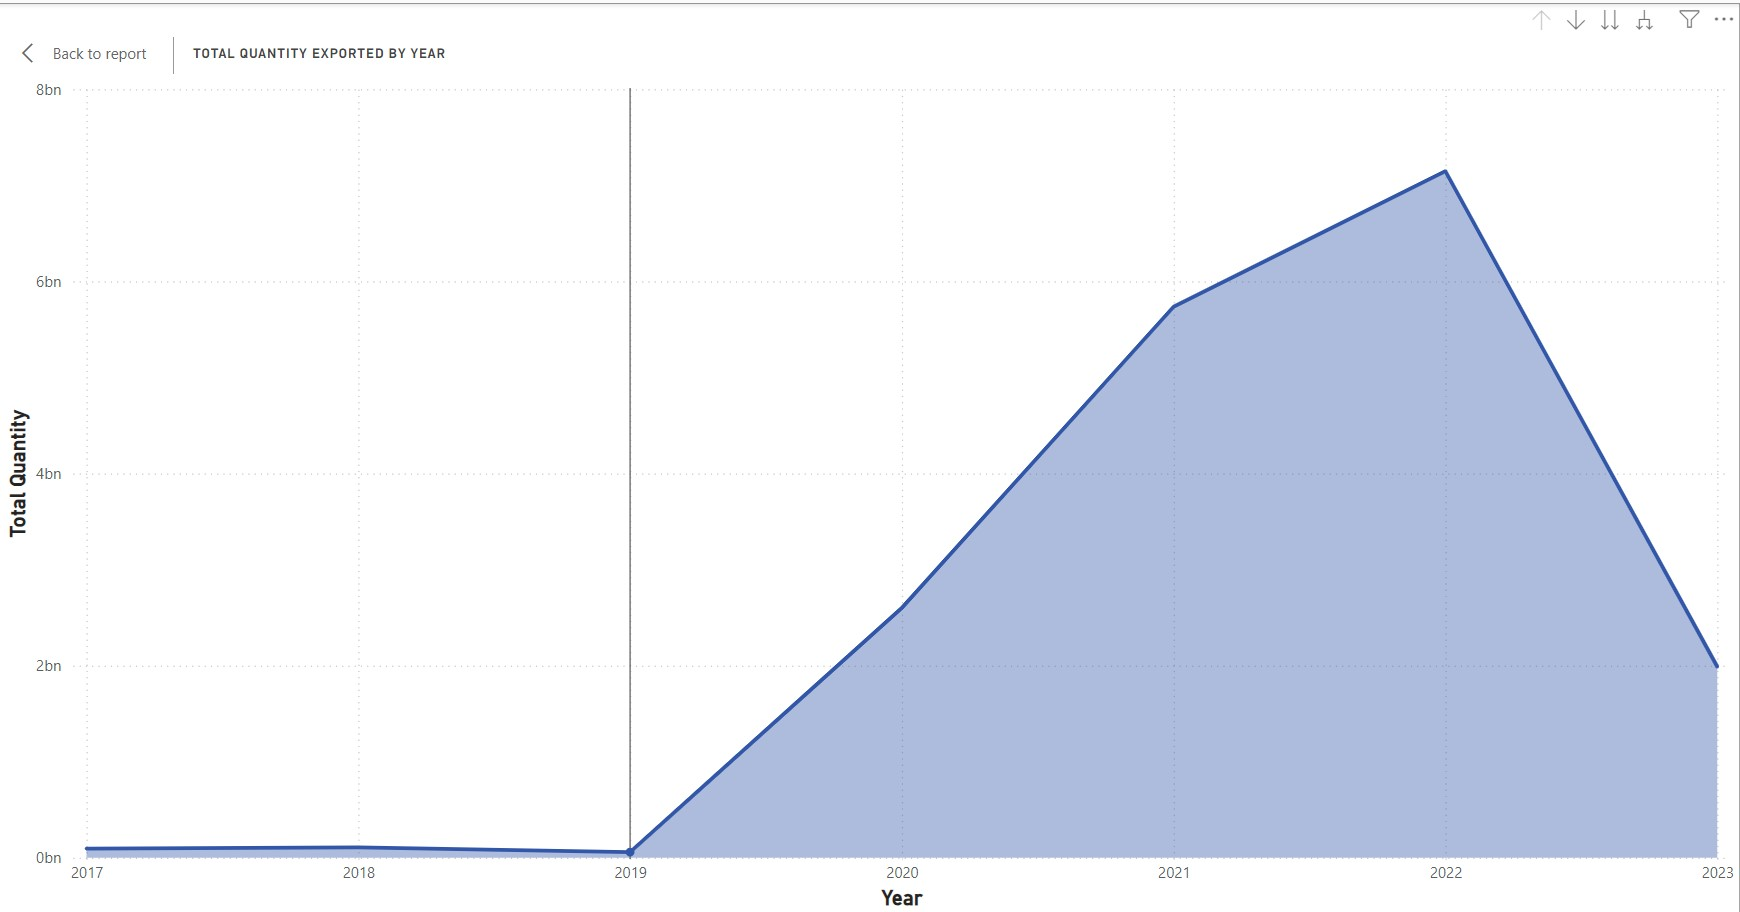 Back to report
TOTAL QUANTITY EXPORTED BY YEAR
8bn
6bn
4bn
2bn
0bn
Total Quantity
2017 2018 2019 2020 2021 2022 2023
Year